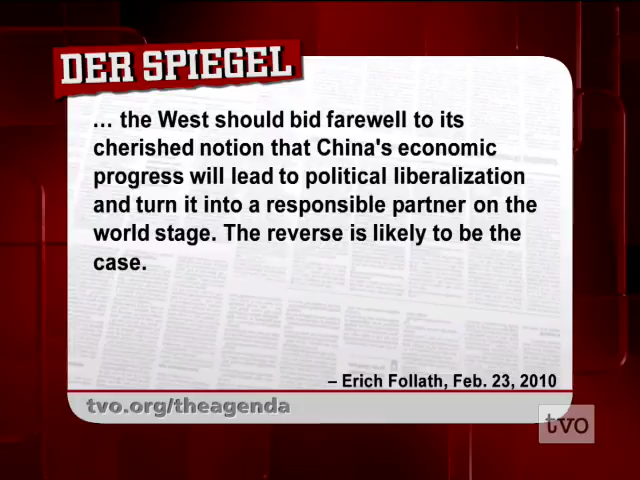 DER SPIEGEL
... the West should bid farewell to its
cherished notion that China's economic
progress will lead to political liberalization
and turn it into a responsible partner on the
world stage. The reverse is likely to be the
case.
– Erich Follath, Feb. 23, 2010
tvo.org/theagenda
tvo